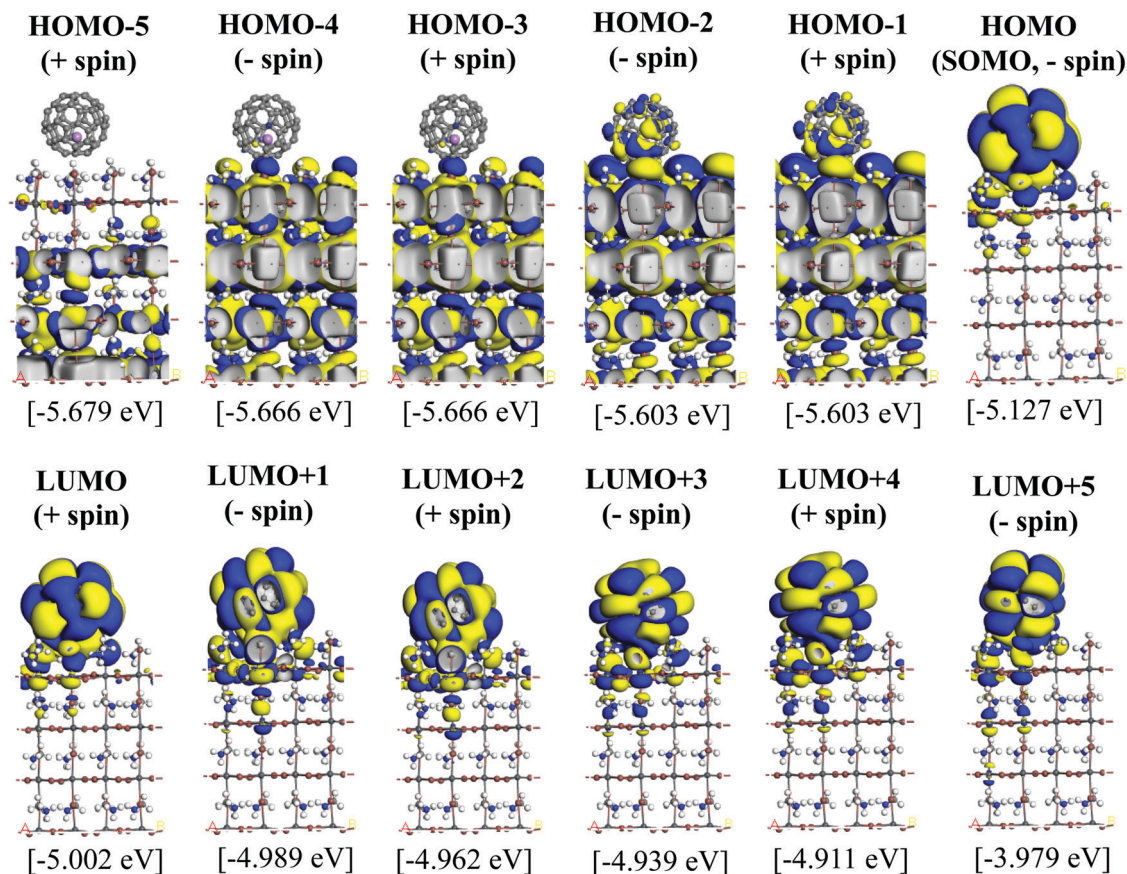 HOMO-5 HOMO-4 HOMO-3 HOMO-2 HOMO-1 HOMO
(+ spin) (- spin) (+ spin) (- spin) (+ spin) (SOMO, - spin)
A B A B A B A B A B A B
[-5.679 eV] [-5.666 eV] [-5.666 eV] [-5.603 eV] [-5.603 eV] [-5.127 eV]
LUMO LUMO+1 LUMO+2 LUMO+3 LUMO+4 LUMO+5
(+ spin) (- spin) (+ spin) (- spin) (+ spin) (- spin)
A B A B A B A B A B A B
[-5.002 eV] [-4.989 eV] [-4.962 eV] [-4.939 eV] [-4.911 eV] [-3.979 eV]